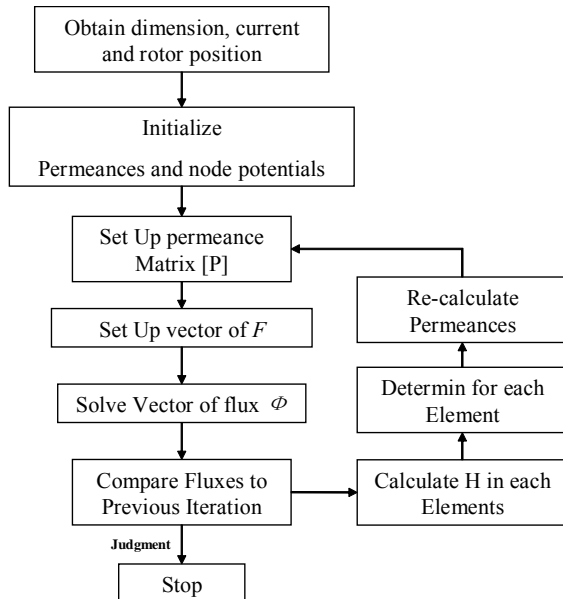 Obtain dimension, current
and rotor position
Initialize
Permeances and node potentials
Set Up permeance
Matrix [P]
Set Up vector of F
Solve Vector of flux Φ
Compare Fluxes to
Previous Iteration
Judgment
Stop
Calculate H in each
Elements
Determin for each
Element
Re-calculate
Permeances